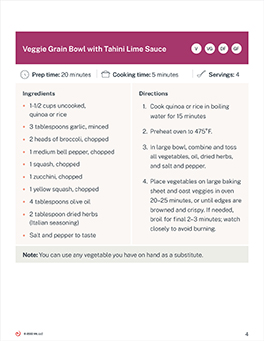 Veggie Grain Bowl with Tahini Lime Sauce
V VG DF GF
Prep time: 20 minutes
Cooking time: 5 minutes
Servings: 4
Ingredients
• 1-1/2 cups uncooked,
quinoa or rice
• 3 tablespoons garlic, minced
• 2 heads of broccoli, chopped
• 1 medium bell pepper, chopped
• 1 squash, chopped
• 1 zucchini, chopped
• 1 yellow squash, chopped
• 4 tablespoons olive oil
• 2 tablespoon dried herbs
(Italian seasoning)
• Salt and pepper to taste
Directions
1. Cook quinoa or rice in boiling
water for 15 minutes
2. Preheat oven to 475°F.
3. In large bowl, combine and toss
all vegetables, oil, dried herbs,
and salt and pepper.
4. Place vegetables on large baking
sheet and oast veggies in oven
20–25 minutes, or until edges are
browned and crispy. If needed,
broil for final 2–3 minutes; watch
closely to avoid burning.
Note: You can use any vegetable you have on hand as a substitute.
4